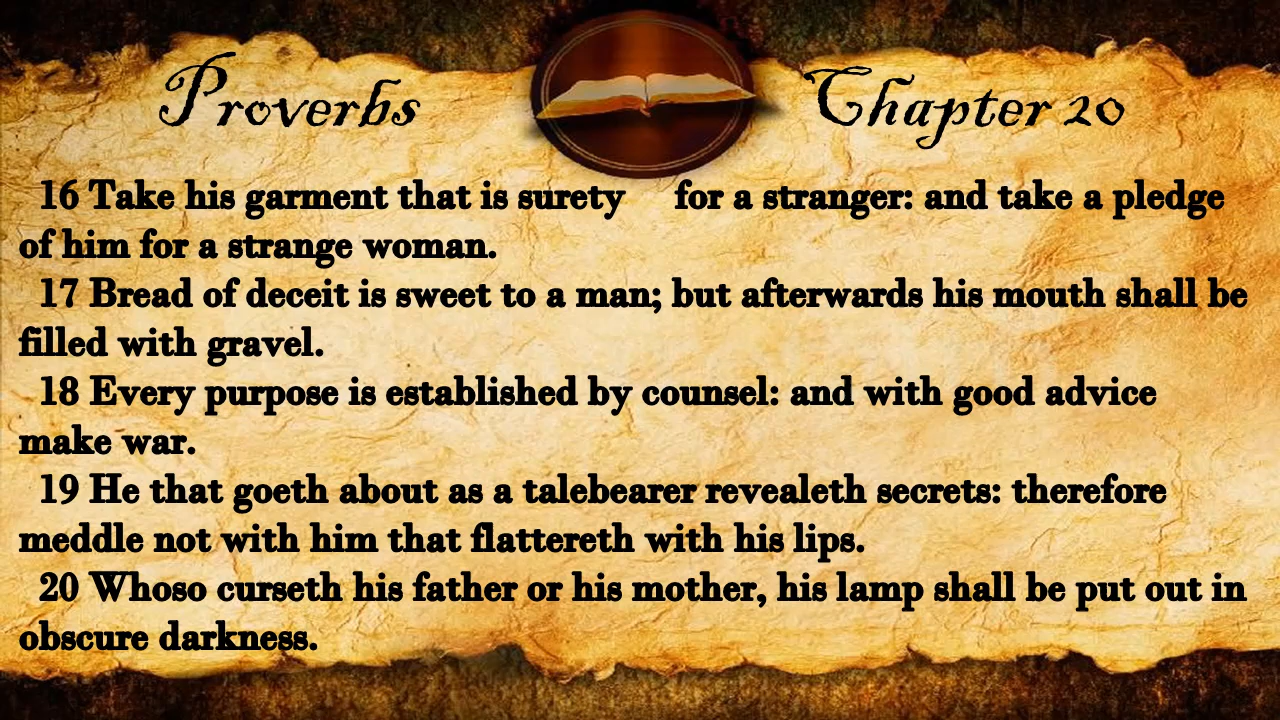 Proverbs Chapter 20
16 Take his garment that is surety for a stranger: and take a pledge
of him for a strange woman.
17 Bread of deceit is sweet to a man; but afterwards his mouth shall be
filled with gravel.
18 Every purpose is established by counsel: and with good advice
make war.
19 He that goeth about as a talebearer revealeth secrets: therefore
meddle not with him that flattereth with his lips.
20 Whoso curseth his father or his mother, his lamp shall be put out in
obscure darkness.